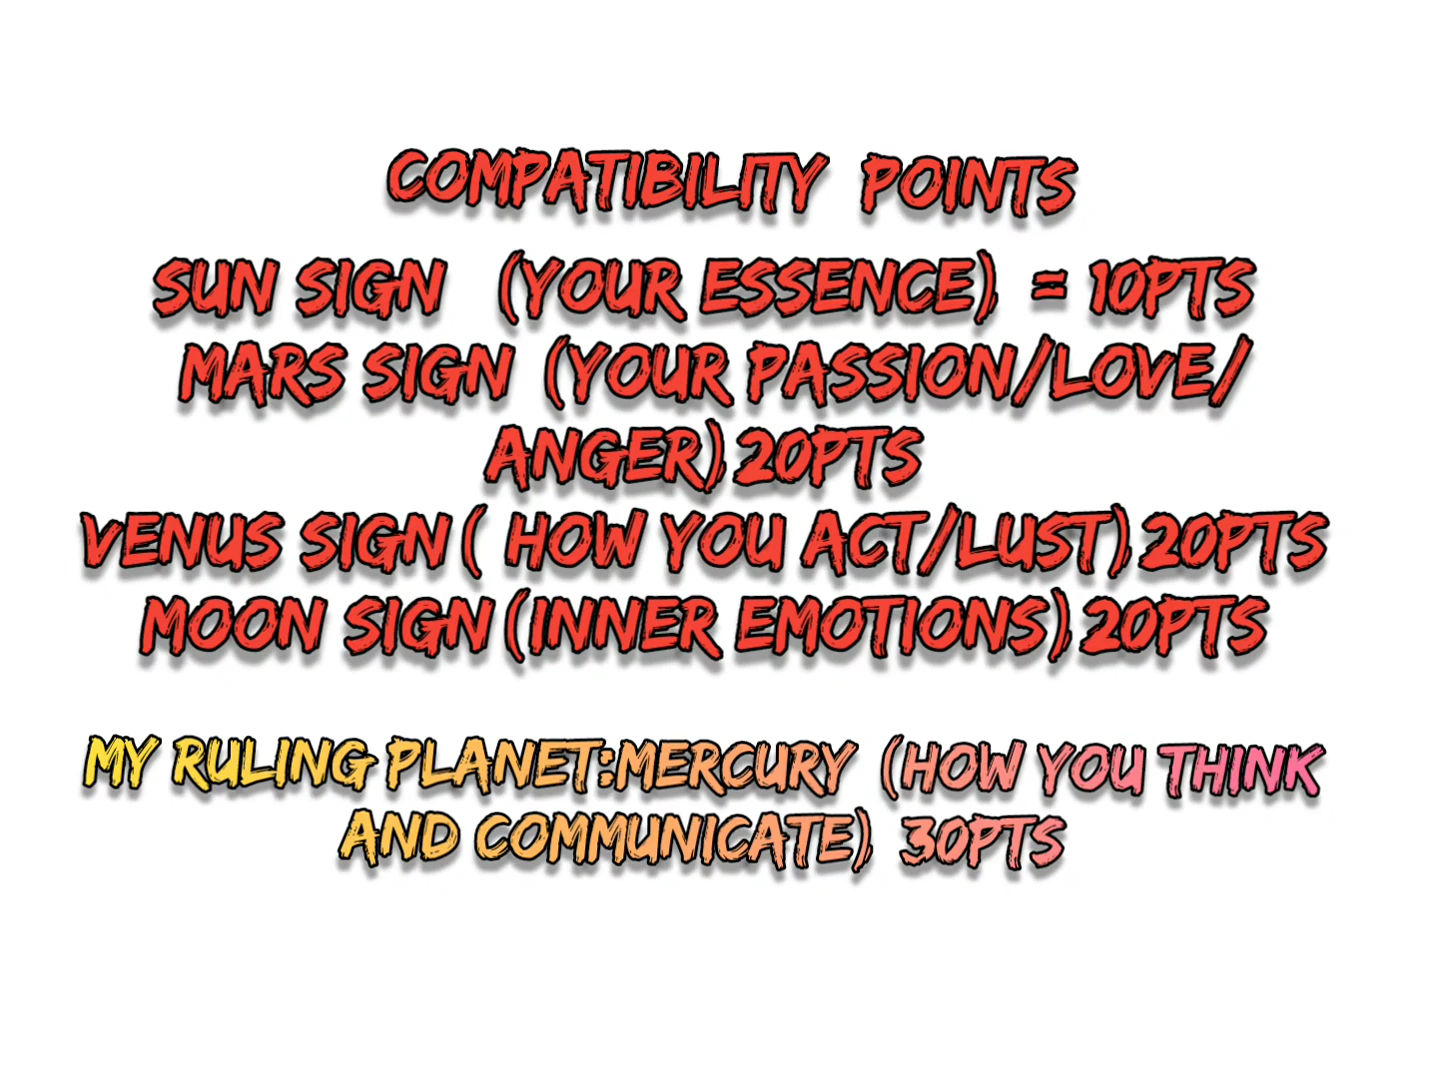 COMPATIBILITY POINTS
SUN SIGN (YOUR ESSENCE) = 10PTS
MARS SIGN (YOUR PASSION/LOVE/
ANGER) 20PTS
VENUS SIGN ( HOW YOU ACT/LUST) 20PTS
MOON SIGN (INNER EMOTIONS) 20PTS
MY RULING PLANET:MERCURY (HOW YOU THINK
AND COMMUNICATE) 30PTS